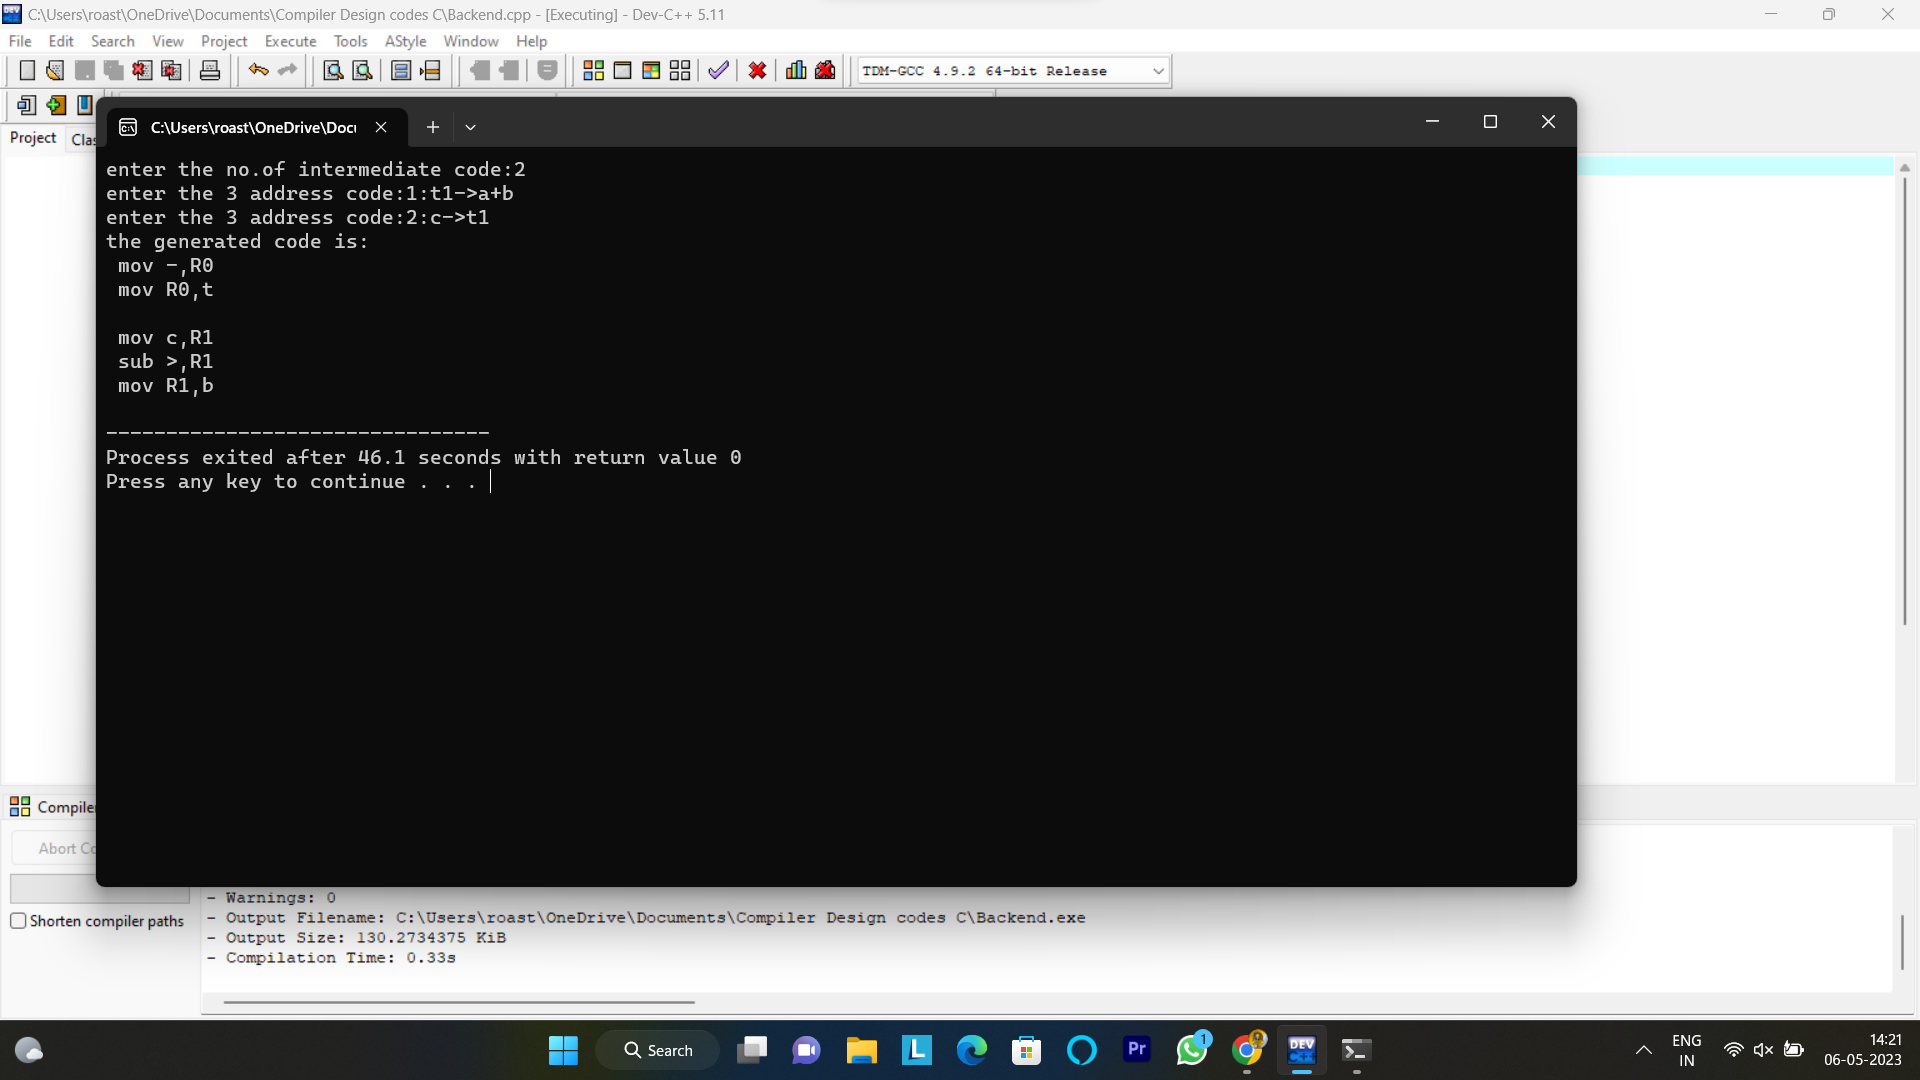 C:\Users\roast\OneDrive\Documents\Compiler Design codes C\Backend.cpp - [Executing] - Dev-C++ 5.11
File Edit Search View Project Execute Tools AStyle Window Help
TDM-GCC 4.9.2 64-bit Release
Project Clas
C:\Users\roast\OneDrive\Docu
enter the no.of intermediate code:2
enter the 3 address code:1:t1->a+b
enter the 3 address code:2:c->t1
the generated code is:
mov -,R0
mov R0,t
mov c,R1
sub >,R1
mov R1,b
--------------------------------
Process exited after 46.1 seconds with return value 0
Press any key to continue . . .
Compiler
Abort Co
- Warnings: 0
- Output Filename: C:\Users\roast\OneDrive\Documents\Compiler Design codes C\Backend.exe
- Output Size: 130.2734375 KiB
- Compilation Time: 0.33s
Shorten compiler paths
Search
L
Pr
1
DEV
ENG
IN
14:21
06-05-2023